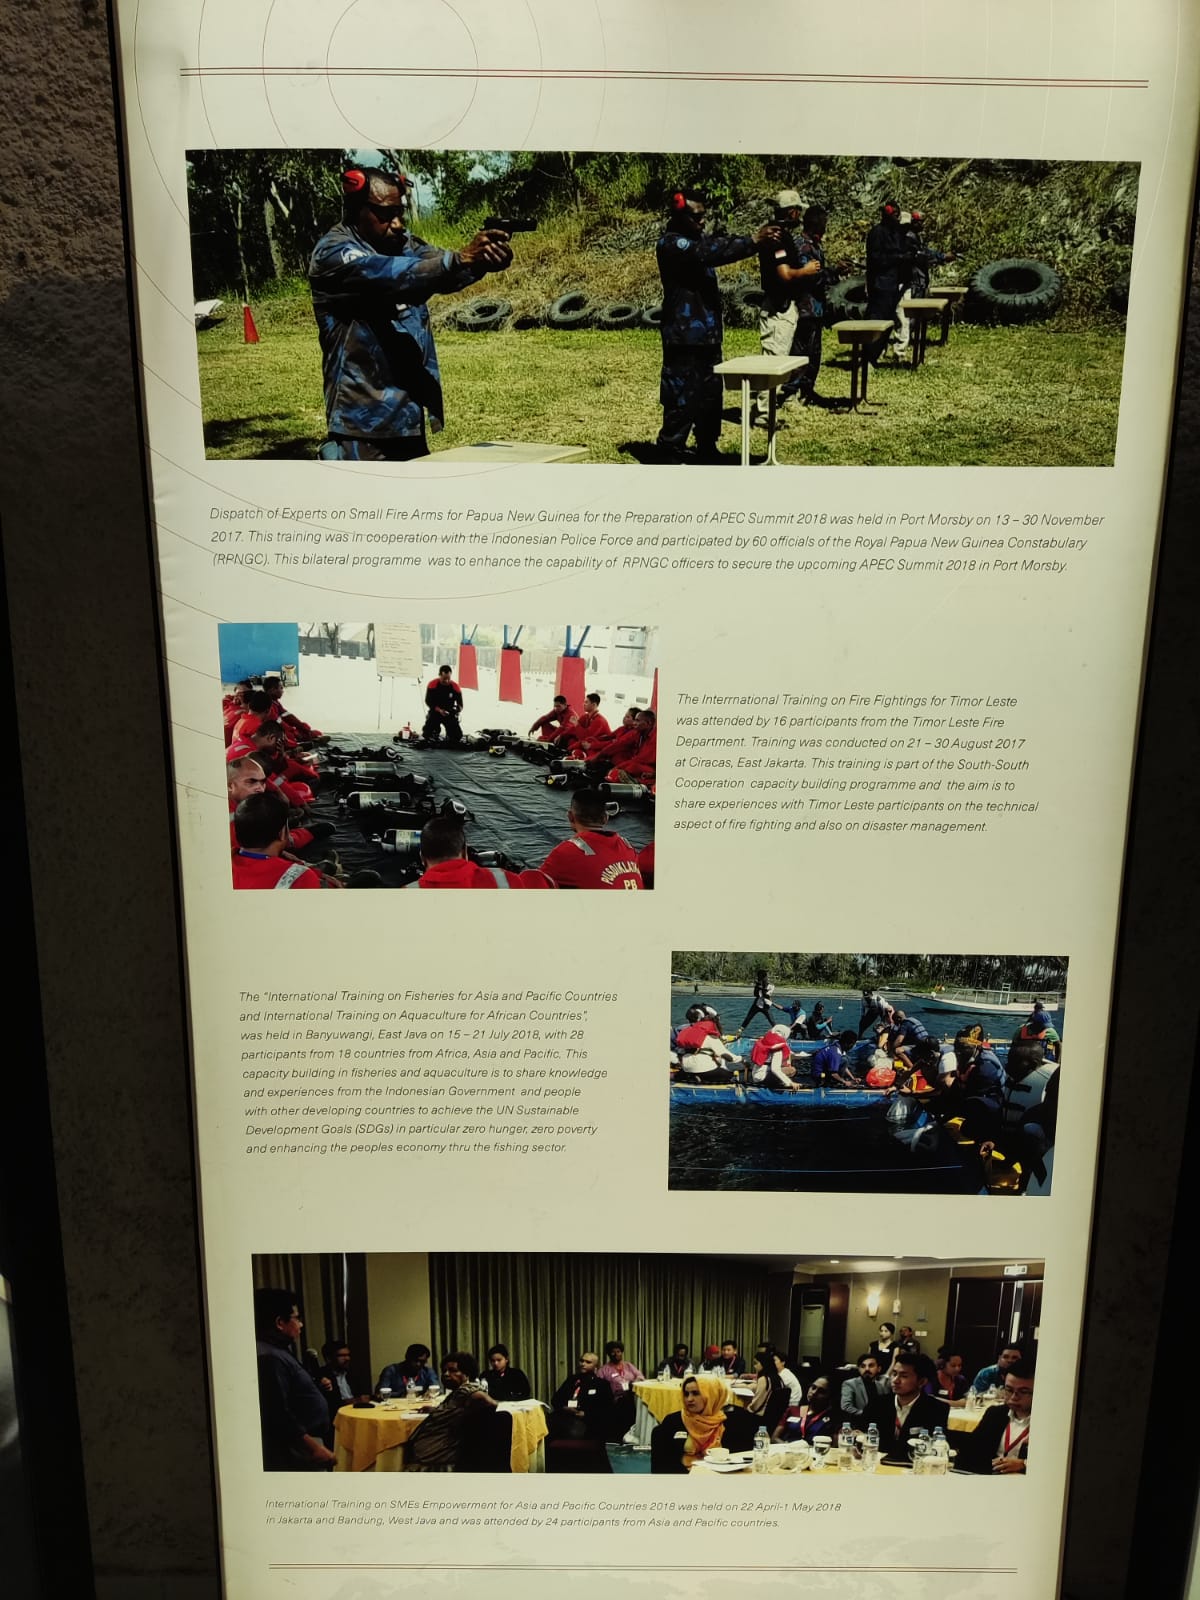 Dispatch of Experts on Small Fire Arms for Papua New Guinea for the Preparation of APEC Summit 2018 was held in Port Morsby on 13 – 30 November
2017. This training was in cooperation with the Indonesian Police Force and participated by 60 officials of the Royal Papua New Guinea Constabulary
(RPNGC). This bilateral programme was to enhance the capability of RPNGC officers to secure the upcoming APEC Summit 2018 in Port Morsby.
PUSDIKLATKAR
PB
The Interrnational Training on Fire Fightings for Timor Leste
was attended by 16 participants from the Timor Leste Fire
Department. Training was conducted on 21 – 30 August 2017
at Ciracas, East Jakarta. This training is part of the South-South
Cooperation capacity building programme and the aim is to
share experiences with Timor Leste participants on the technical
aspect of fire fighting and also on disaster management.
The "International Training on Fisheries for Asia and Pacific Countries
and International Training on Aquaculture for African Countries",
was held in Banyuwangi, East Java on 15 – 21 July 2018, with 28
participants from 18 countries from Africa, Asia and Pacific. This
capacity building in fisheries and aquaculture is to share knowledge
and experiences from the Indonesian Government and people
with other developing countries to achieve the UN Sustainable
Development Goals (SDGs) in particular zero hunger, zero poverty
and enhancing the peoples economy thru the fishing sector.
International Training on SMEs Empowerment for Asia and Pacific Countries 2018 was held on 22 April-1 May 2018
in Jakarta and Bandung, West Java and was attended by 24 participants from Asia and Pacific countries.